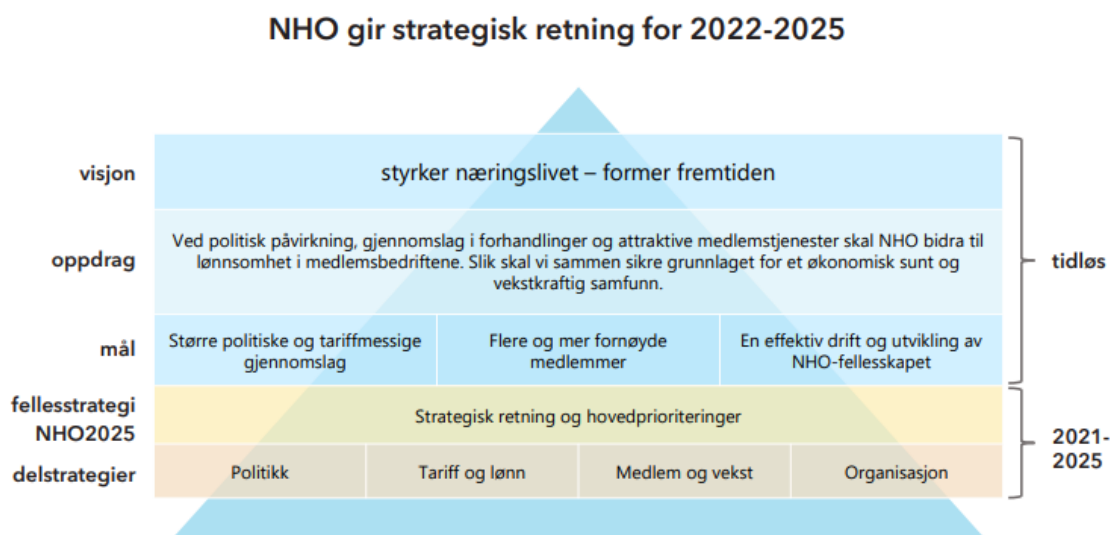 NHO gir strategisk retning for 2022-2025
visjon
styrker næringslivet – former fremtiden
oppdrag
Ved politisk påvirkning, gjennomslag i forhandlinger og attraktive medlemstjenester skal NHO bidra til
lønnsomhet i medlemsbedriftene. Slik skal vi sammen sikre grunnlaget for et økonomisk sunt og
vekstkraftig samfunn.
tidløs
mål
Større politiske og tariffmessige
gjennomslag
Flere og mer fornøyde
medlemmer
En effektiv drift og utvikling av
NHO-fellesskapet
fellesstrategi
NHO2025
Strategisk retning og hovedprioriteringer
2021-
2025
delstrategier
Politikk
Tariff og lønn
Medlem og vekst
Organisasjon